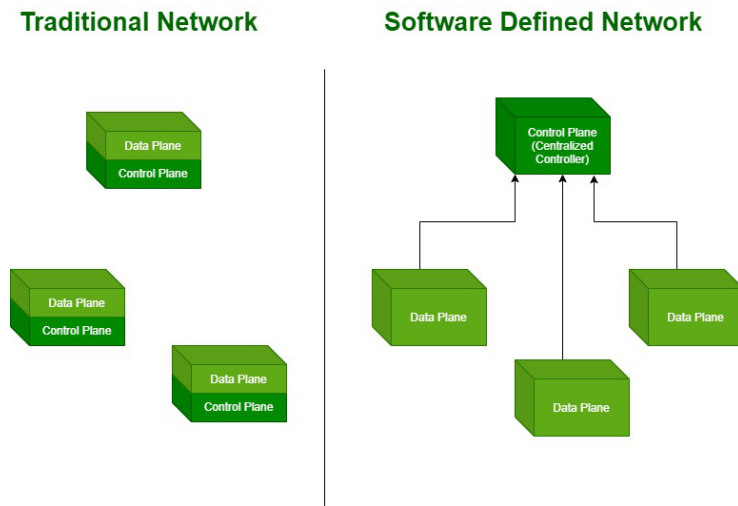 Traditional Network
Data Plane
Control Plane
Data Plane
Control Plane
Data Plane
Control Plane
Software Defined Network
Control Plane
(Centralized
Controller)
Data Plane
Data Plane
Data Plane